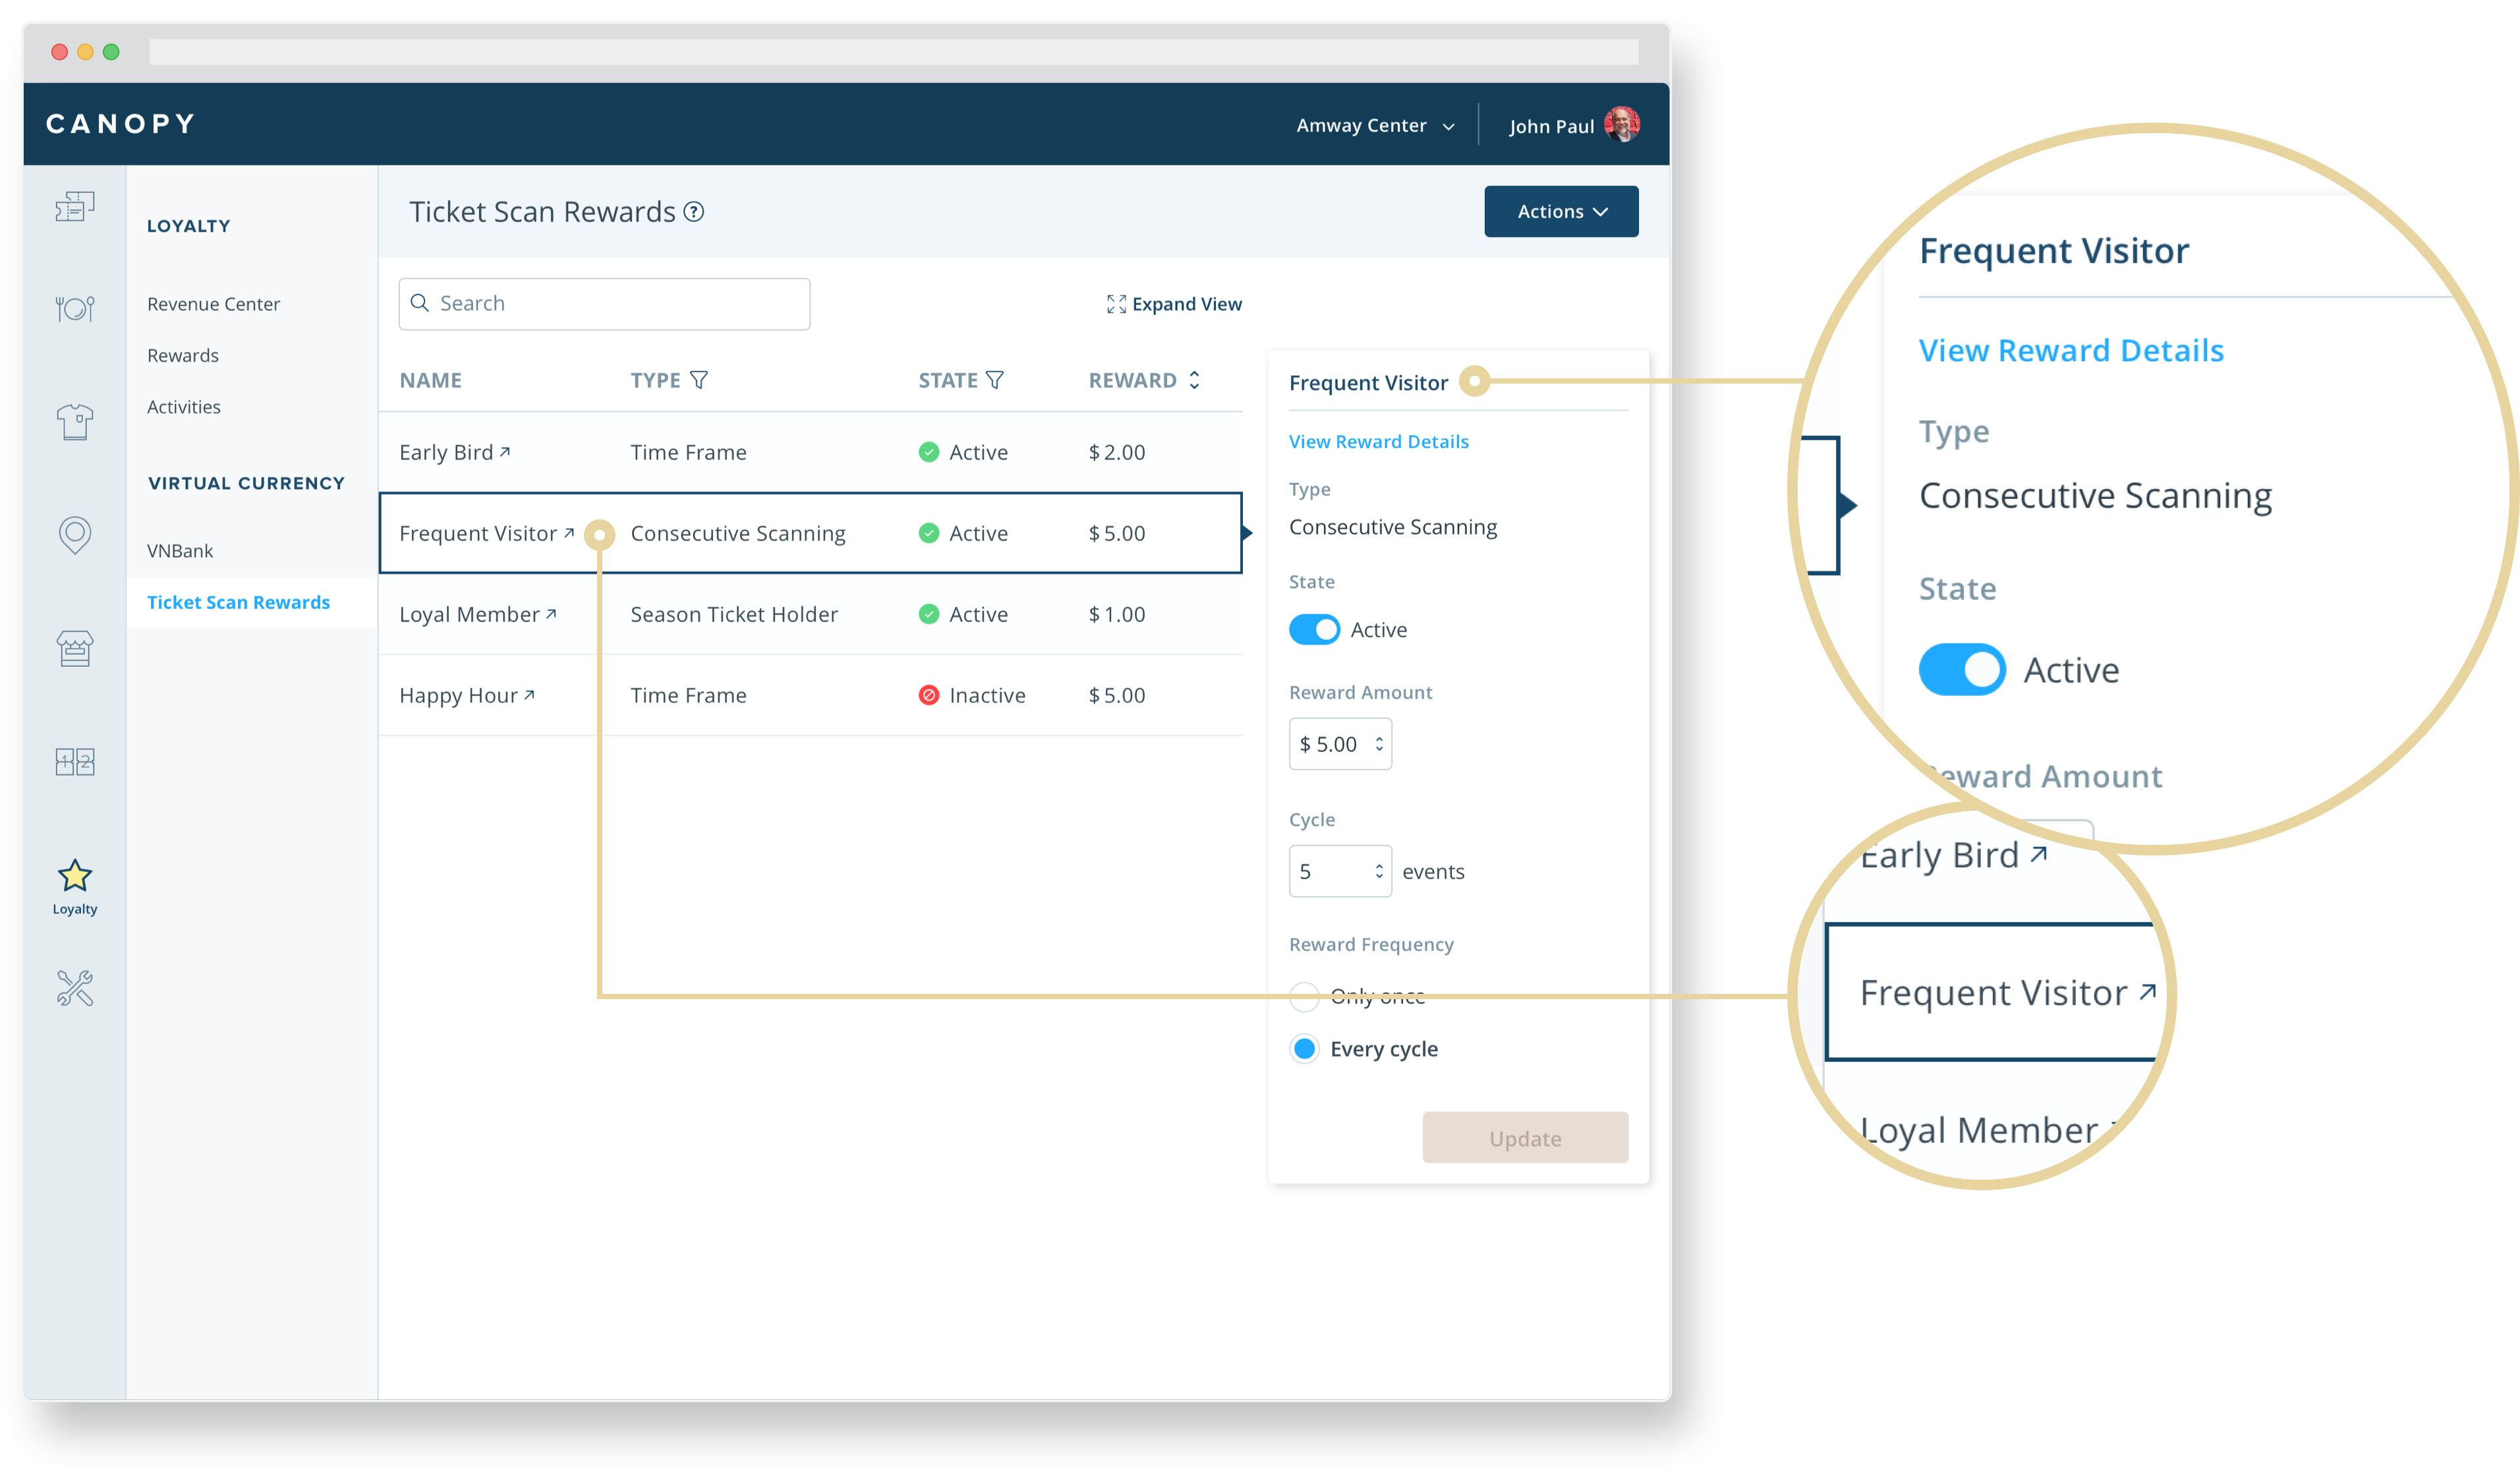 CANOPY
Amway Center
John Paul
LOYALTY
Revenue Center
Rewards
Activities
VIRTUAL CURRENCY
VNBank
Ticket Scan Rewards
1 2
Loyalty
Ticket Scan Rewards ?
Actions
Search
Expand View
NAME TYPE STATE REWARD
Early Bird Time Frame Active $ 2.00
Frequent Visitor Consecutive Scanning Active $ 5.00
Loyal Member Season Ticket Holder Active $ 1.00
Happy Hour Time Frame Inactive $ 5.00
Frequent Visitor
View Reward Details
Type
Consecutive Scanning
State
Active
Reward Amount
$ 5.00
Cycle
5 events
Reward Frequency
Only once
Every cycle
Update
Frequent Visitor
View Reward Details
Type
Consecutive Scanning
State
Active
Reward Amount
Early Bird
Frequent Visitor
Loyal Member